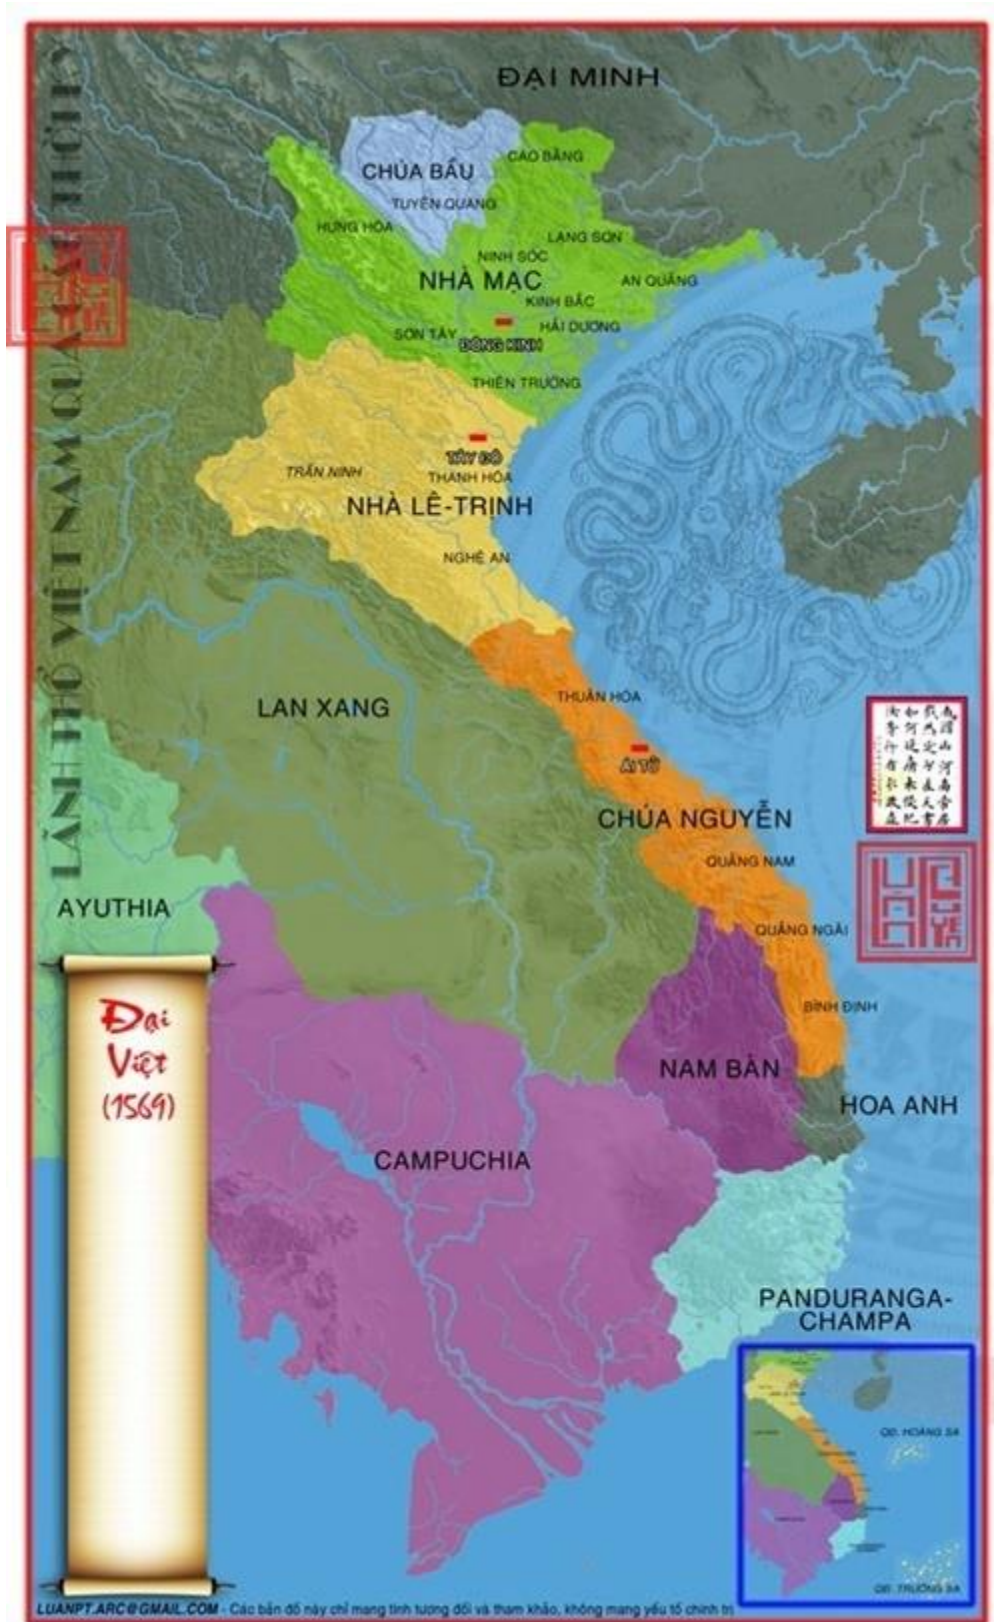 ĐẠI MINH
CHÚA BẦU
CAO BẰNG
TUYÊN QUANG
HƯNG HÓA
LẠNG SƠN
NINH SÓC
NHÀ MẠC
AN QUẢNG
KINH BẮC
SƠN TÂY
HẢI DƯƠNG
ĐÔNG KINH
THIÊN TRƯỜNG
TÂY ĐÔ
TRẤN NINH
THANH HÓA
NHÀ LÊ-TRỊNH
NGHỆ AN
LÃNH THỔ VIỆT NAM QUA
THUẬN HÓA
LAN XANG
ÁI TỬ
CHÚA NGUYỄN
QUẢNG NAM
AYUTHIA
QUẢNG NGÃI
Đại
Việt
(1569)
BÌNH ĐỊNH
NAM BÀN
HOA ANH
CAMPUCHIA
PANDURANGA-
CHAMPA
QĐ. HOÀNG SA
QĐ. TRƯỜNG SA
LUANPT.ARC@GMAIL.COM - Các bản đồ này chỉ mang tính tương đối và tham khảo, không mang yếu tố chính trị